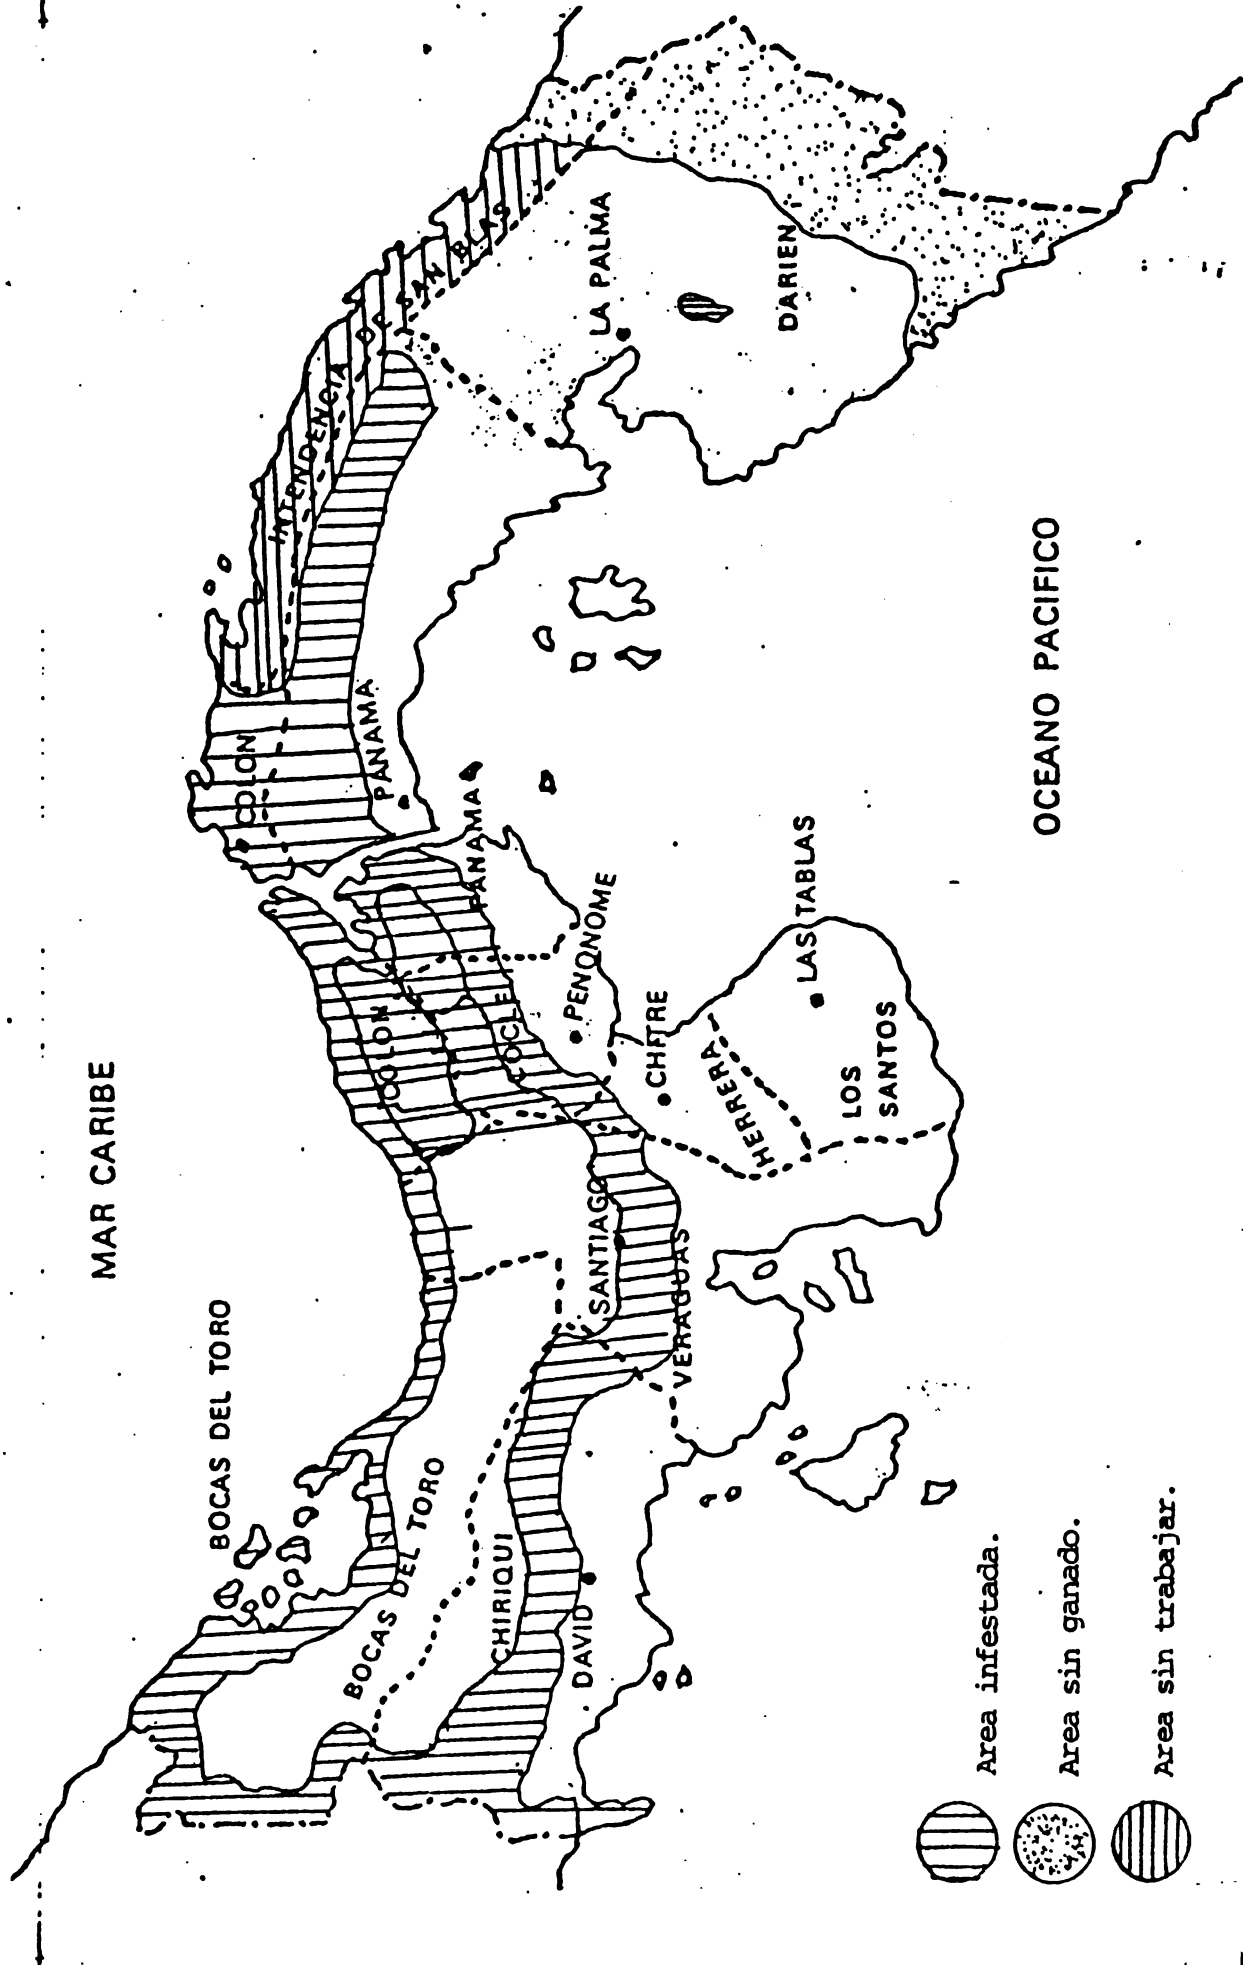 MAR CARIBE
BOCAS DEL TORO
BOCAS DEL TORO
CHIRIQUI
DAVID
SANTIAGO
VERAGUAS
COLON
COCLE
PENONOME
CHITRE
HERRERA
LOS
SANTOS
LAS TABLAS
COLON
PANAMA
PANAMA
INTENDENCIA DE SAN BLAS
LA PALMA
DARIEN
OCEANO PACIFICO
Area infestada.
Area sin ganado.
Area sin trabajar.